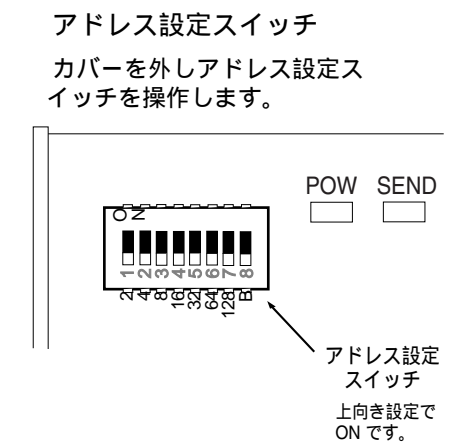 アドレス設定スイッチ
カバーを外しアドレス設定ス
イッチを操作します。
POW SEND
ON
1 2 3 4 5 6 7 8
2 4 8 16 32 64 128 B
アドレス設定
スイッチ
上向き設定で
ON です。